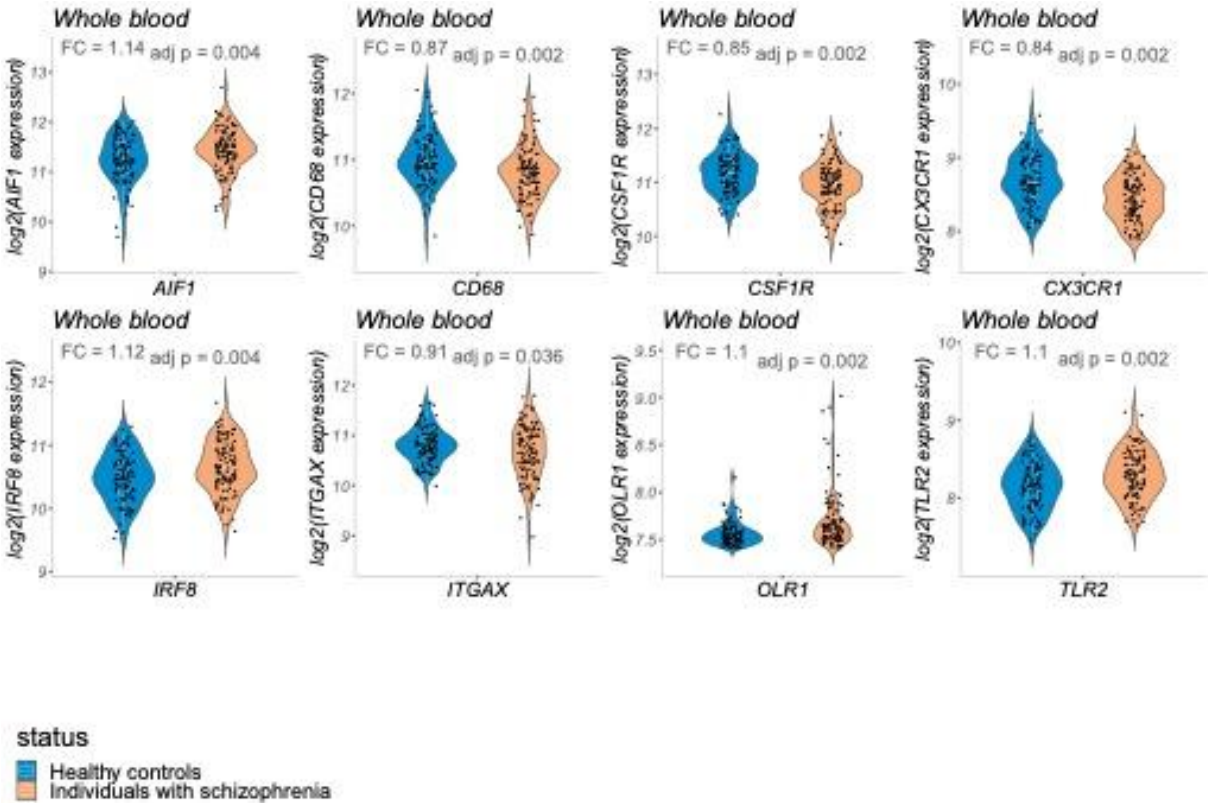 Whole blood
FC = 1.14 adj p = 0.004
log2(AIF1 expression)
13
12
11
10
9
AIF1
Whole blood
FC = 0.87 adj p = 0.002
log2(CD68 expression)
12
11
10
CD68
Whole blood
FC = 0.85 adj p = 0.002
log2(CSF1R expression)
13
12
11
10
CSF1R
Whole blood
FC = 0.84 adj p = 0.002
log2(CX3CR1 expression)
10
9
8
CX3CR1
Whole blood
FC = 1.12 adj p = 0.004
log2(IRF8 expression)
12
11
10
9
IRF8
Whole blood
FC = 0.91 adj p = 0.036
log2(ITGAX expression)
12
11
10
9
ITGAX
Whole blood
FC = 1.1 adj p = 0.002
log2(OLR1 expression)
9.5
9.0
8.5
8.0
7.5
OLR1
Whole blood
FC = 1.1 adj p = 0.002
log2(TLR2 expression)
10
9
8
TLR2
status
Healthy controls
Individuals with schizophrenia